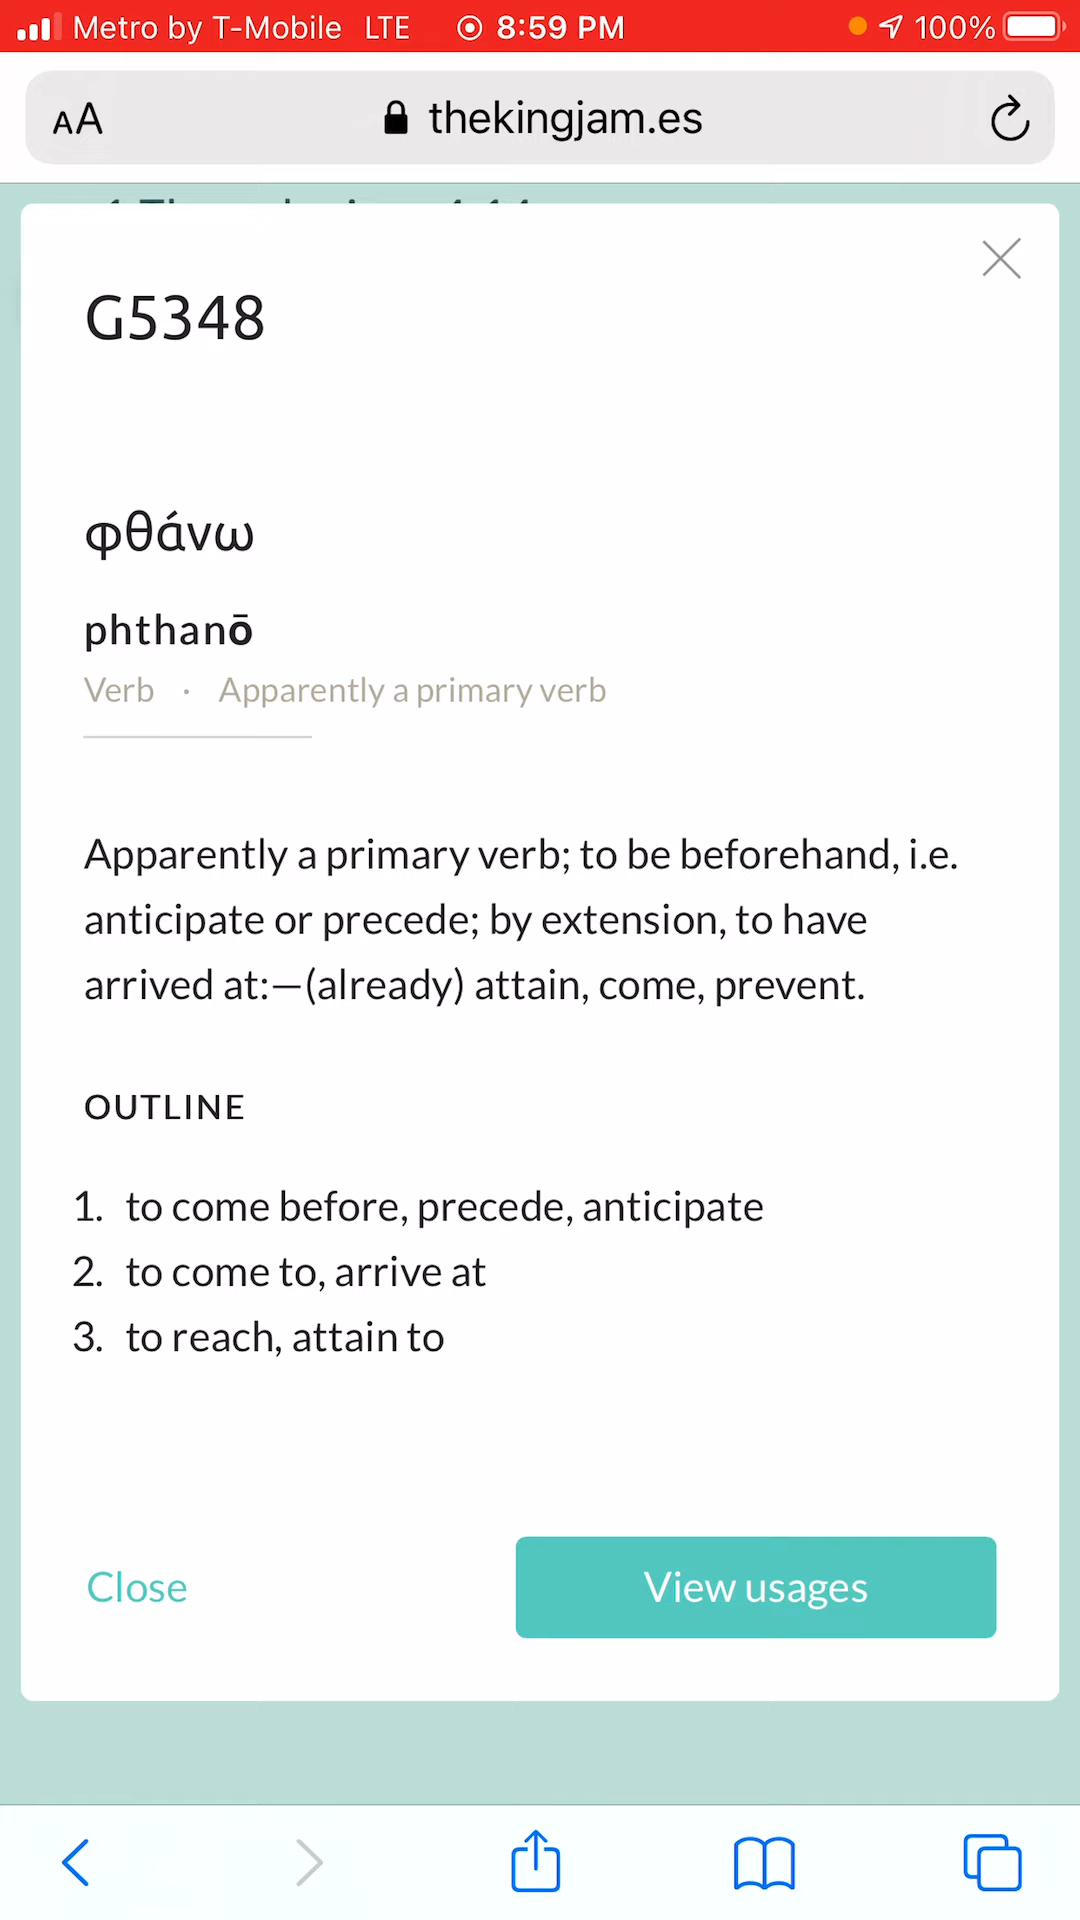 Metro by T-Mobile LTE 8:59 PM 100%
AA thekingjam.es
G5348
φθάνω
phthanō
Verb · Apparently a primary verb
Apparently a primary verb; to be beforehand, i.e.
anticipate or precede; by extension, to have
arrived at:—(already) attain, come, prevent.
OUTLINE
1. to come before, precede, anticipate
2. to come to, arrive at
3. to reach, attain to
Close View usages